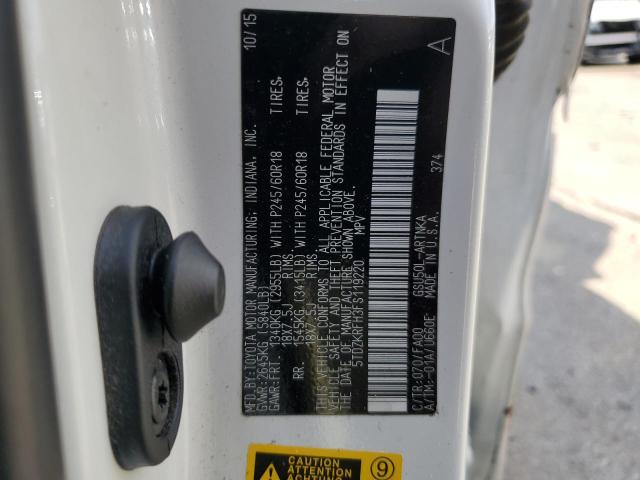 MFD.BY:TOYOTA MOTOR MANUFACTURING, INDIANA, INC. 10/15
GVWR:2645KG (5840LB)
GAWR:FRT. 1340KG (2955LB) WITH P245/60R18 TIRES,
18X7.5J RIMS.
RR. 1545KG (3415LB) WITH P245/60R18 TIRES,
18X7.5J RIMS.
THIS VEHICLE CONFORMS TO ALL APPLICABLE FEDERAL MOTOR
VEHICLE SAFETY AND THEFT PREVENTION STANDARDS IN EFFECT ON
THE DATE OF MANUFACTURE SHOWN ABOVE.
5TDZKRFH3FS119220 MPV
A
374
C/TR:070/FA00 GSU50L-ARTNKA
A/TM:-01A/U660E MADE IN U.S.A.
CAUTION
ATTENTION
ACHTUNG
9